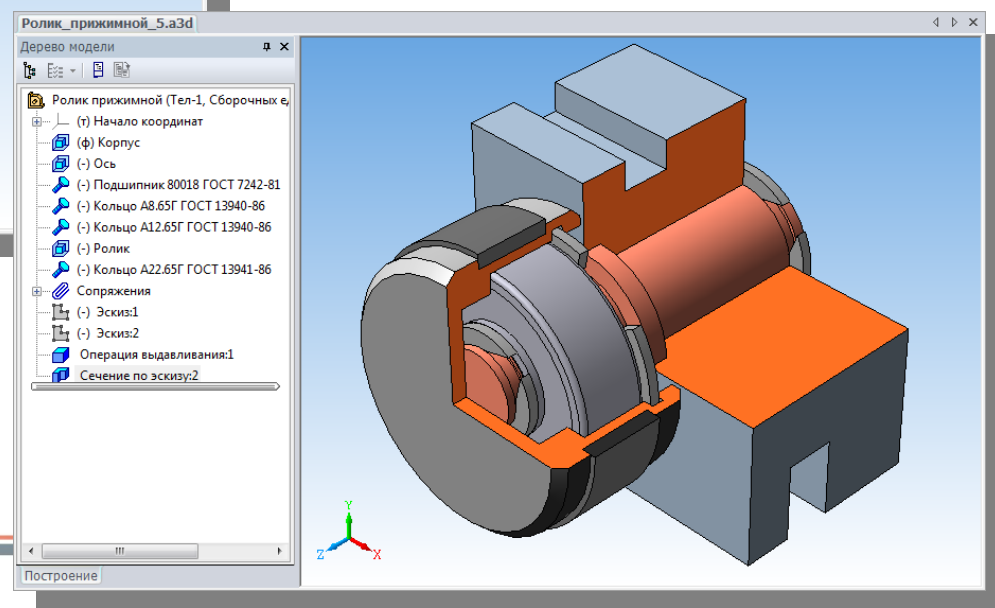 Ролик_прижимной_5.a3d
Дерево модели
Ролик прижимной (Тел-1, Сборочных е
(т) Начало координат
(ф) Корпус
(-) Ось
(-) Подшипник 80018 ГОСТ 7242-81
(-) Кольцо А8.65Г ГОСТ 13940-86
(-) Кольцо А12.65Г ГОСТ 13940-86
(-) Ролик
(-) Кольцо А22.65Г ГОСТ 13941-86
Сопряжения
(-) Эскиз:1
(-) Эскиз:2
Операция выдавливания:1
Сечение по эскизу:2
Построение
Y
Z
X